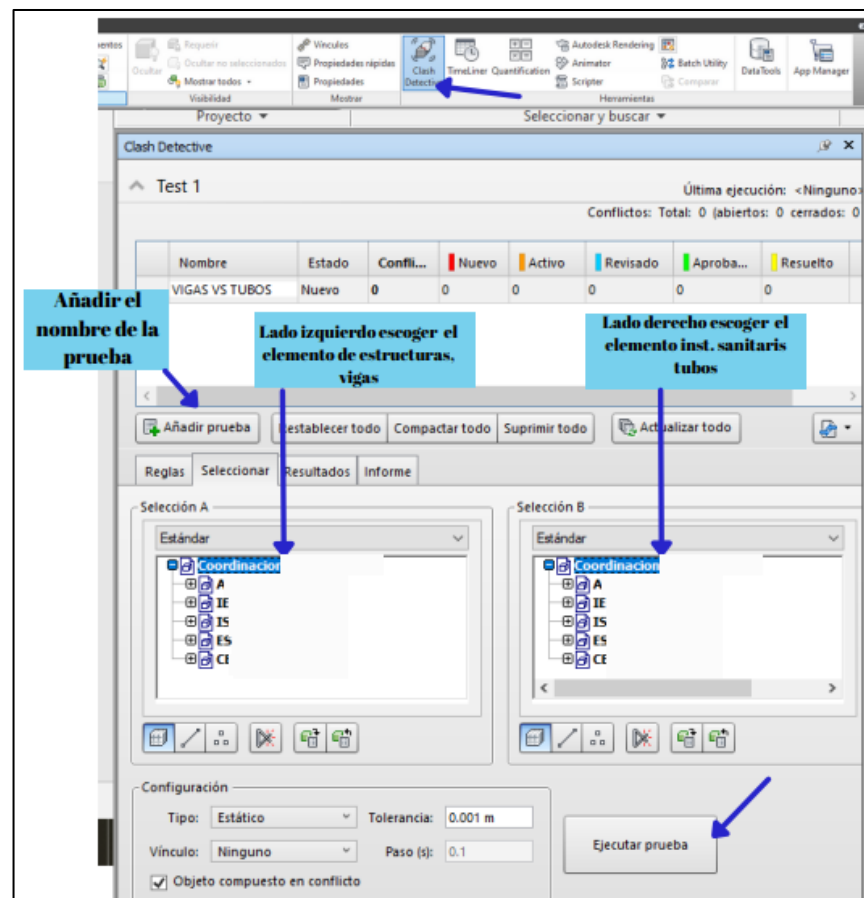 Requerir
Ocultar no seleccionados
Ocultar
Mostrar todos
Visibilidad
Vínculos
Propiedades rápidas
Propiedades
Mostrar
Clash
Detective
TimeLiner
Quantification
Autodesk Rendering
Animator
Scripter
Batch Utility
Comparar
Herramientas
DataTools
App Manager
Proyecto
Seleccionar y buscar
Clash Detective
Test 1
Última ejecución: <Ninguno>
Conflictos: Total: 0 (abiertos: 0 cerrados: 0
Nombre Estado Confli... Nuevo Activo Revisado Aproba... Resuelto
VIGAS VS TUBOS Nuevo 0 0 0 0 0 0
Añadir el
nombre de la
prueba
Lado izquierdo escoger el
elemento de estructuras,
vigas
Lado derecho escoger el
elemento inst. sanitaris
tubos
Añadir prueba Restablecer todo Compactar todo Suprimir todo Actualizar todo
Reglas Seleccionar Resultados Informe
Selección A
Estándar
Coordinacion
A
IE
IS
ES
CE
Selección B
Estándar
Coordinacion
A
IE
IS
ES
CE
Configuración
Tipo: Estático Tolerancia: 0.001 m
Vínculo: Ninguno Paso (s): 0.1
Objeto compuesto en conflicto
Ejecutar prueba